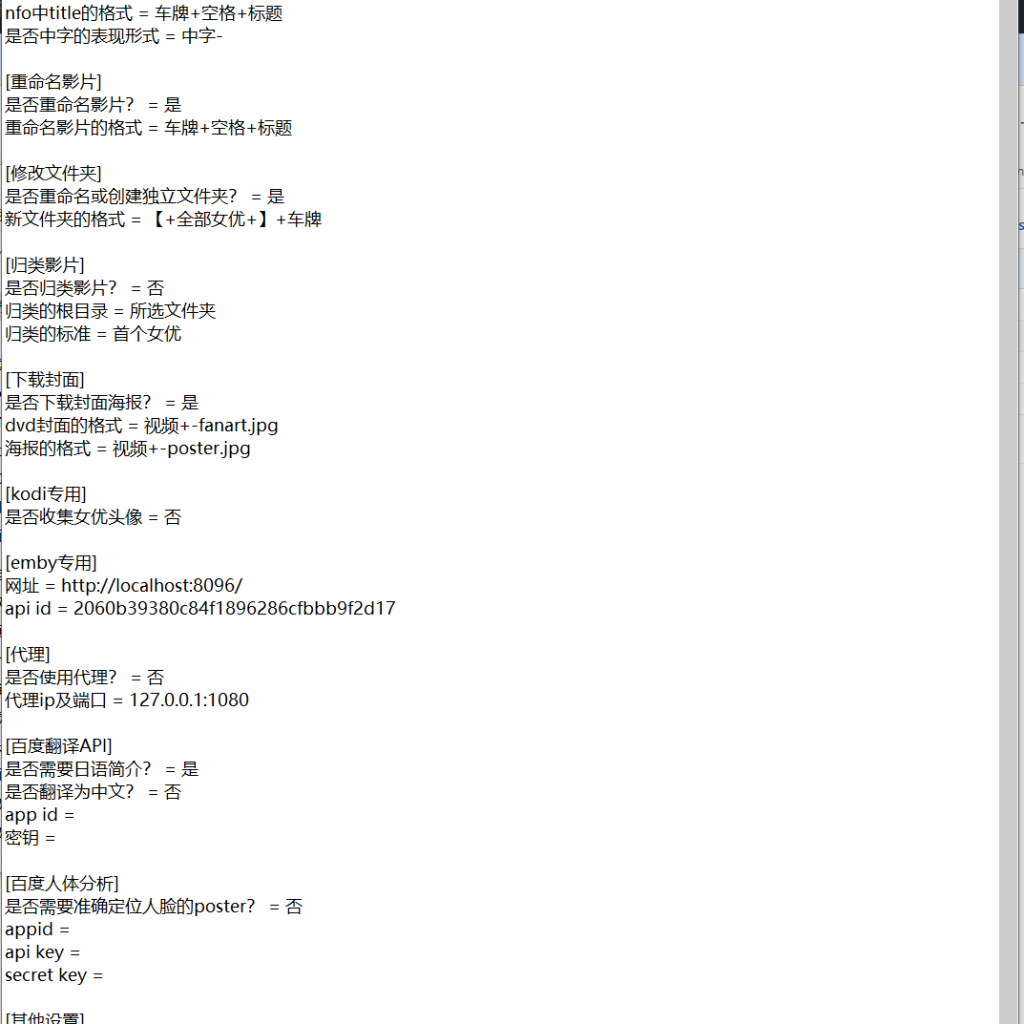 nfo中title的格式 = 车牌+空格+标题
是否中字的表现形式 = 中字-
[重命名影片]
是否重命名影片？ = 是
重命名影片的格式 = 车牌+空格+标题
[修改文件夹]
是否重命名或创建独立文件夹？ = 是
新文件夹的格式 = 【+全部女优+】+车牌
[归类影片]
是否归类影片？ = 否
归类的根目录 = 所选文件夹
归类的标准 = 首个女优
[下载封面]
是否下载封面海报？ = 是
dvd封面的格式 = 视频+-fanart.jpg
海报的格式 = 视频+-poster.jpg
[kodi专用]
是否收集女优头像 = 否
[emby专用]
网址 = http://localhost:8096/
api id = 2060b39380c84f1896286cfbbb9f2d17
[代理]
是否使用代理？ = 否
代理ip及端口 = 127.0.0.1:1080
[百度翻译API]
是否需要日语简介？ = 是
是否翻译为中文？ = 否
app id =
密钥 =
[百度人体分析]
是否需要准确定位人脸的poster？ = 否
appid =
api key =
secret key =
[其他设置]